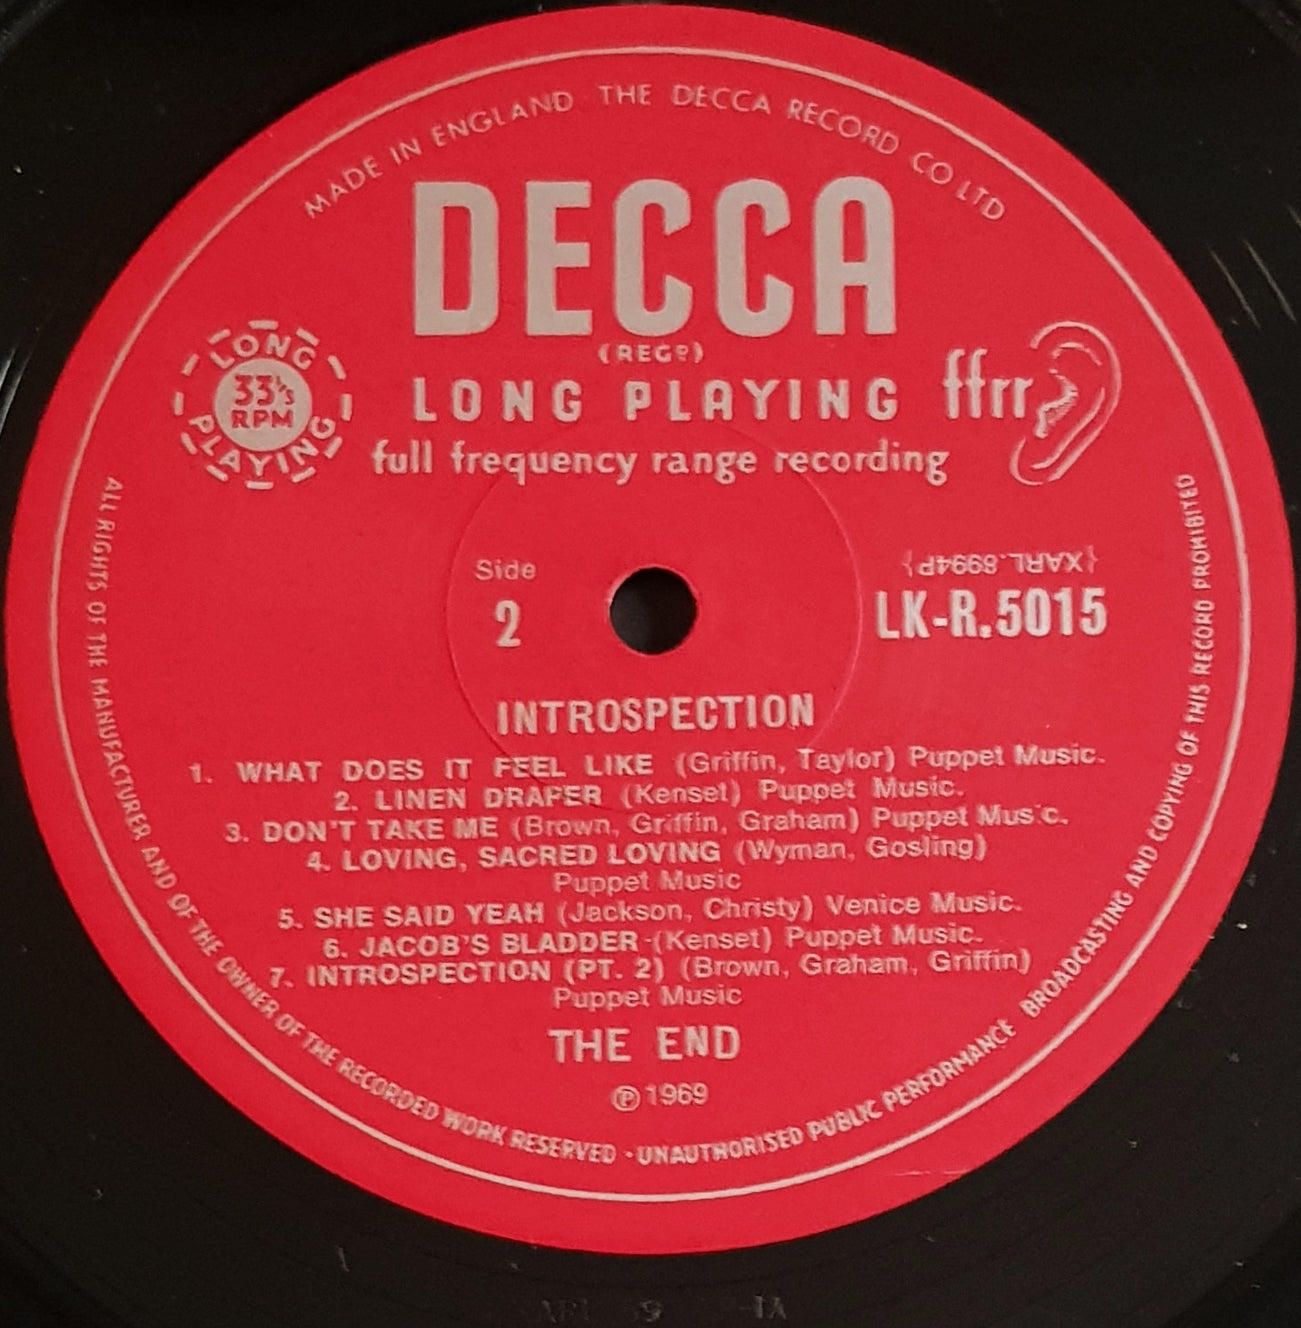 MADE IN ENGLAND THE DECCA RECORD CO LTD
DECCA
(REGD)
LONG PLAYING
33⅓ RPM
LONG PLAYING
ffrr
full frequency range recording
Side
2
{XARL.8994P}
LK-R.5015
INTROSPECTION
1. WHAT DOES IT FEEL LIKE (Griffin, Taylor) Puppet Music.
2. LINEN DRAPER (Kenset) Puppet Music.
3. DON'T TAKE ME (Brown, Griffin, Graham) Puppet Music.
4. LOVING, SACRED LOVING (Wyman, Gosling)
Puppet Music
5. SHE SAID YEAH (Jackson, Christy) Venice Music.
6. JACOB'S BLADDER (Kenset) Puppet Music.
7. INTROSPECTION (PT. 2) (Brown, Graham, Griffin)
Puppet Music
THE END
℗ 1969
ALL RIGHTS OF THE MANUFACTURER AND OF THE OWNER OF THE RECORDED WORK RESERVED · UNAUTHORISED PUBLIC PERFORMANCE BROADCASTING AND COPYING OF THIS RECORD PROHIBITED